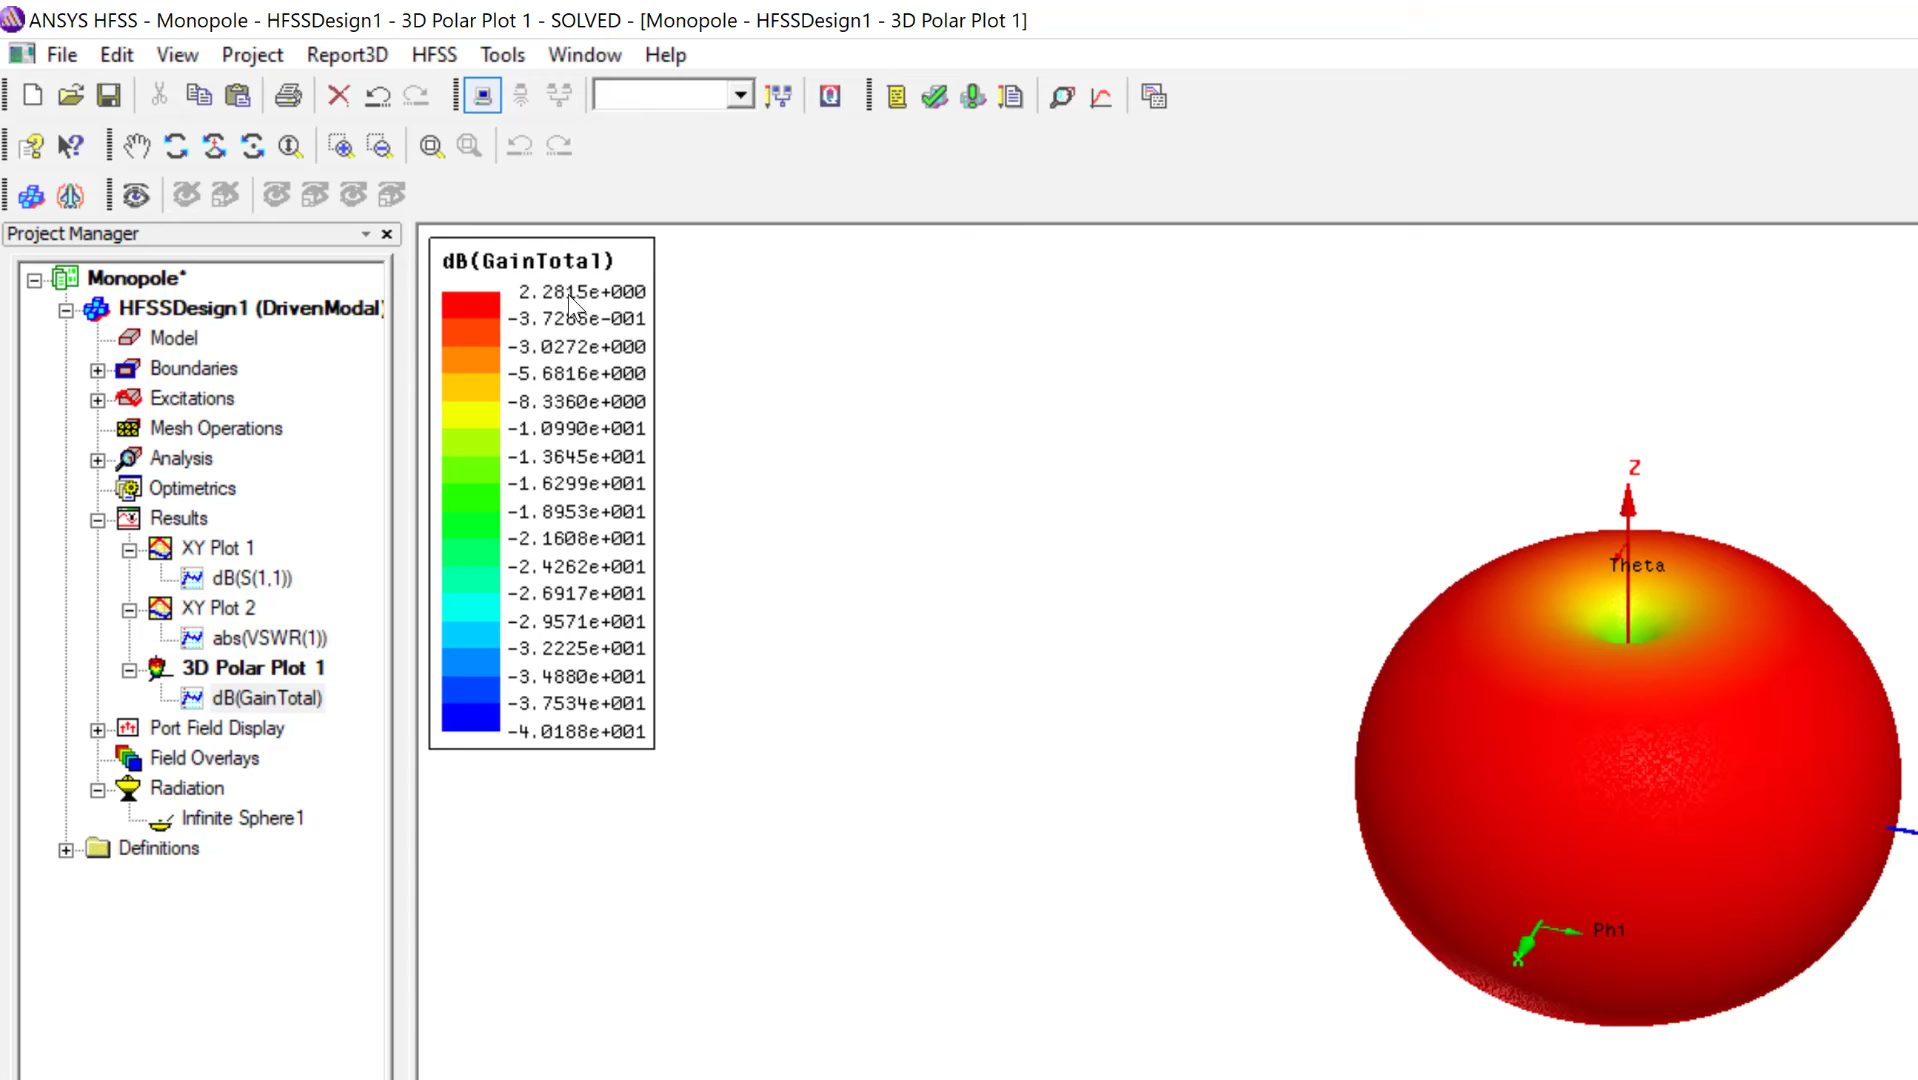 ANSYS HFSS - Monopole - HFSSDesign1 - 3D Polar Plot 1 - SOLVED - [Monopole - HFSSDesign1 - 3D Polar Plot 1]
File Edit View Project Report3D HFSS Tools Window Help
Project Manager
Monopole*
HFSSDesign1 (DrivenModal)
Model
Boundaries
Excitations
Mesh Operations
Analysis
Optimetrics
Results
XY Plot 1
dB(S(1,1))
XY Plot 2
abs(VSWR(1))
3D Polar Plot 1
dB(GainTotal)
Port Field Display
Field Overlays
Radiation
Infinite Sphere1
Definitions
dB(GainTotal)
2.2815e+000
-3.0272e+000
-5.6816e+000
-8.3360e+000
-1.0990e+001
-1.3645e+001
-1.6299e+001
-1.8953e+001
-2.1608e+001
-2.4262e+001
-2.6917e+001
-2.9571e+001
-3.2225e+001
-3.4880e+001
-3.7534e+001
-4.0188e+001
Z
Theta
Phi
X